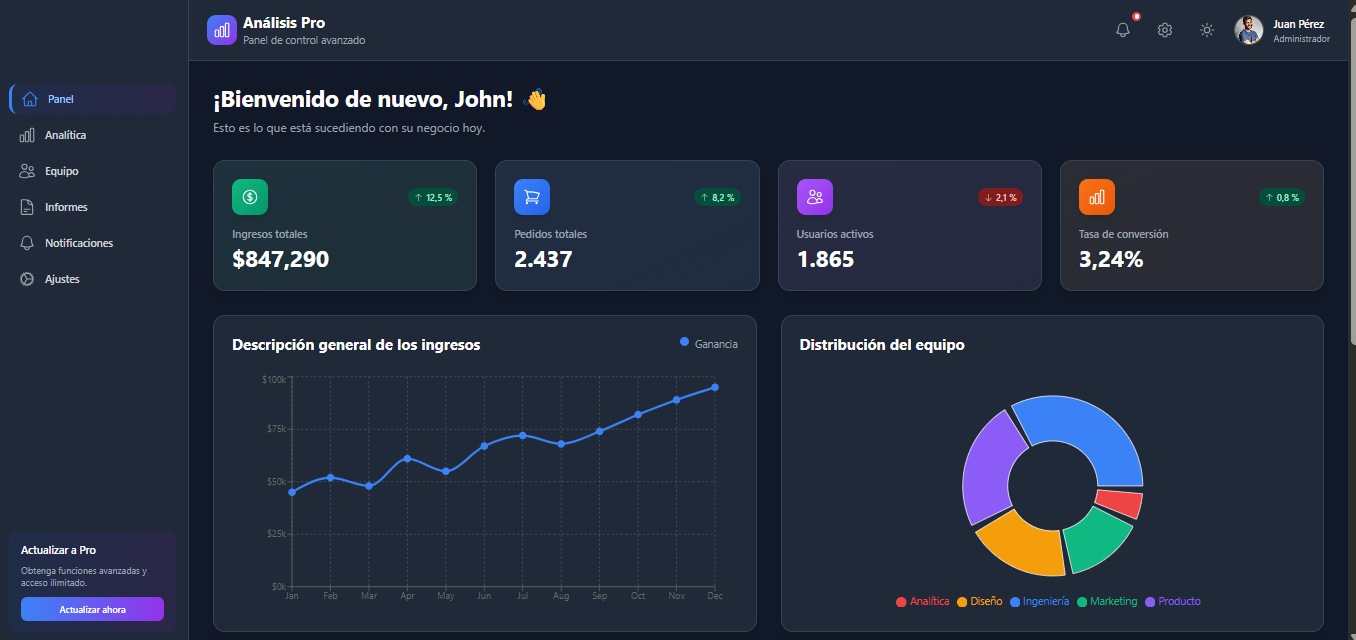 Análisis Pro
Panel de control avanzado
Juan Pérez
Administrador
Panel
Analítica
Equipo
Informes
Notificaciones
Ajustes
Actualizar a Pro
Obtenga funciones avanzadas y
acceso ilimitado.
Actualizar ahora
¡Bienvenido de nuevo, John! 👋
Esto es lo que está sucediendo con su negocio hoy.
↑ 12,5 %
Ingresos totales
$847,290
↑ 8,2 %
Pedidos totales
2.437
↓ 2,1 %
Usuarios activos
1.865
↑ 0,8 %
Tasa de conversión
3,24%
Descripción general de los ingresos
Ganancia
$100k
$75k
$50k
$25k
$0k
Jan Feb Mar Apr May Jun Jul Aug Sep Oct Nov Dec
Distribución del equipo
Analítica Diseño Ingeniería Marketing Producto